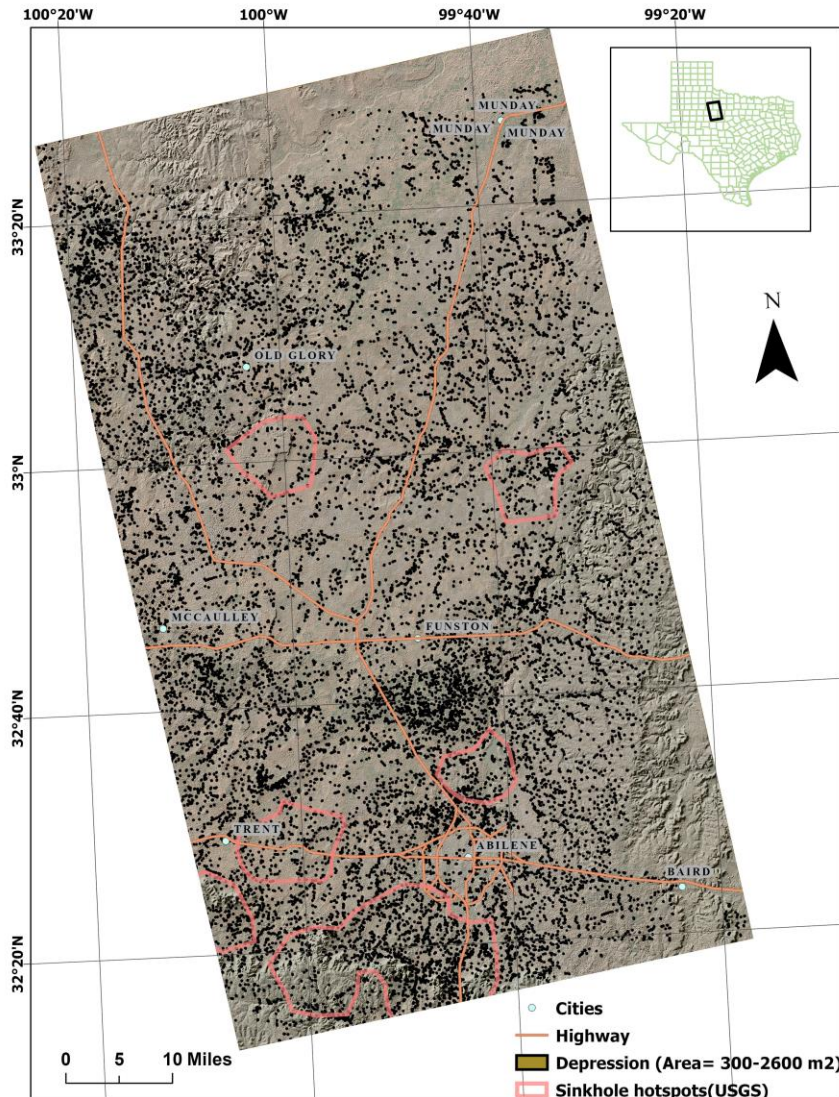 100°20'W 100°W 99°40'W 99°20'W
MUNDAY
MUNDAY MUNDAY
33°20'N
N
OLD GLORY
33°N
MCCAULLEY
FUNSTON
32°40'N
TRENT
ABILENE
BAIRD
32°20'N
Cities
Highway
0 5 10 Miles
Depression (Area= 300-2600 m2)
Sinkhole hotspots(USGS)